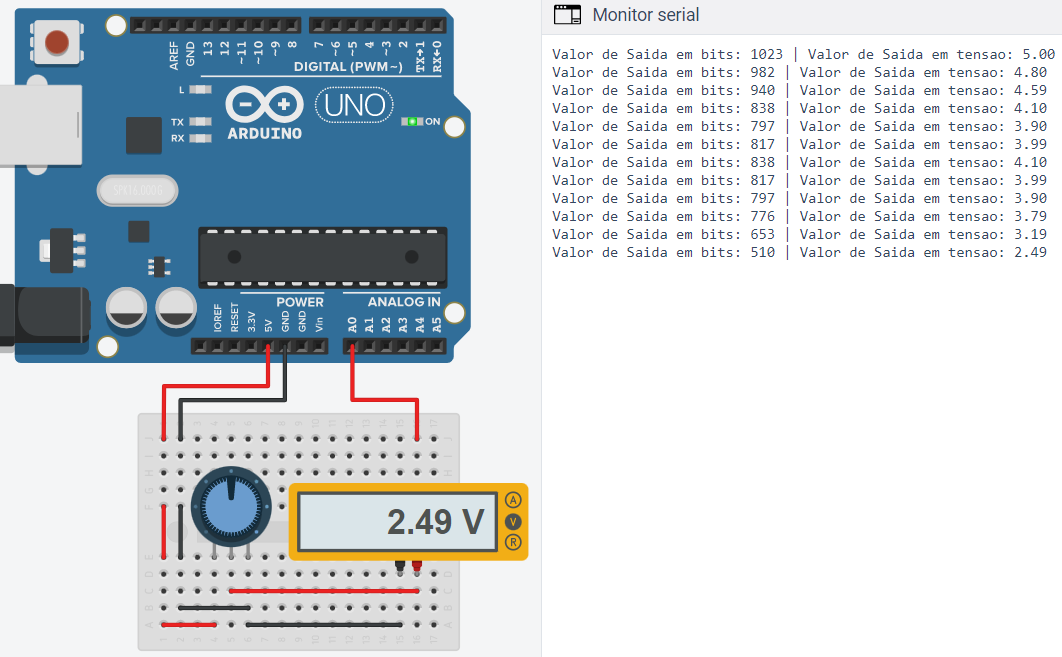 Monitor serial
Valor de Saida em bits: 1023 | Valor de Saida em tensao: 5.00
Valor de Saida em bits: 982 | Valor de Saida em tensao: 4.80
Valor de Saida em bits: 940 | Valor de Saida em tensao: 4.59
Valor de Saida em bits: 838 | Valor de Saida em tensao: 4.10
Valor de Saida em bits: 797 | Valor de Saida em tensao: 3.90
Valor de Saida em bits: 817 | Valor de Saida em tensao: 3.99
Valor de Saida em bits: 838 | Valor de Saida em tensao: 4.10
Valor de Saida em bits: 817 | Valor de Saida em tensao: 3.99
Valor de Saida em bits: 797 | Valor de Saida em tensao: 3.90
Valor de Saida em bits: 776 | Valor de Saida em tensao: 3.79
Valor de Saida em bits: 653 | Valor de Saida em tensao: 3.19
Valor de Saida em bits: 510 | Valor de Saida em tensao: 2.49
AREF GND 13 12 ~11 ~10 ~9 8 7 ~6 ~5 4 ~3 2 TX→1 RX←0
DIGITAL (PWM~)
L
TX
RX
UNO
ON
ARDUINO
POWER
ANALOG IN
IOREF RESET 3.3V 5V GND GND Vin A0 A1 A2 A3 A4 A5
2.49 V
A
V
R